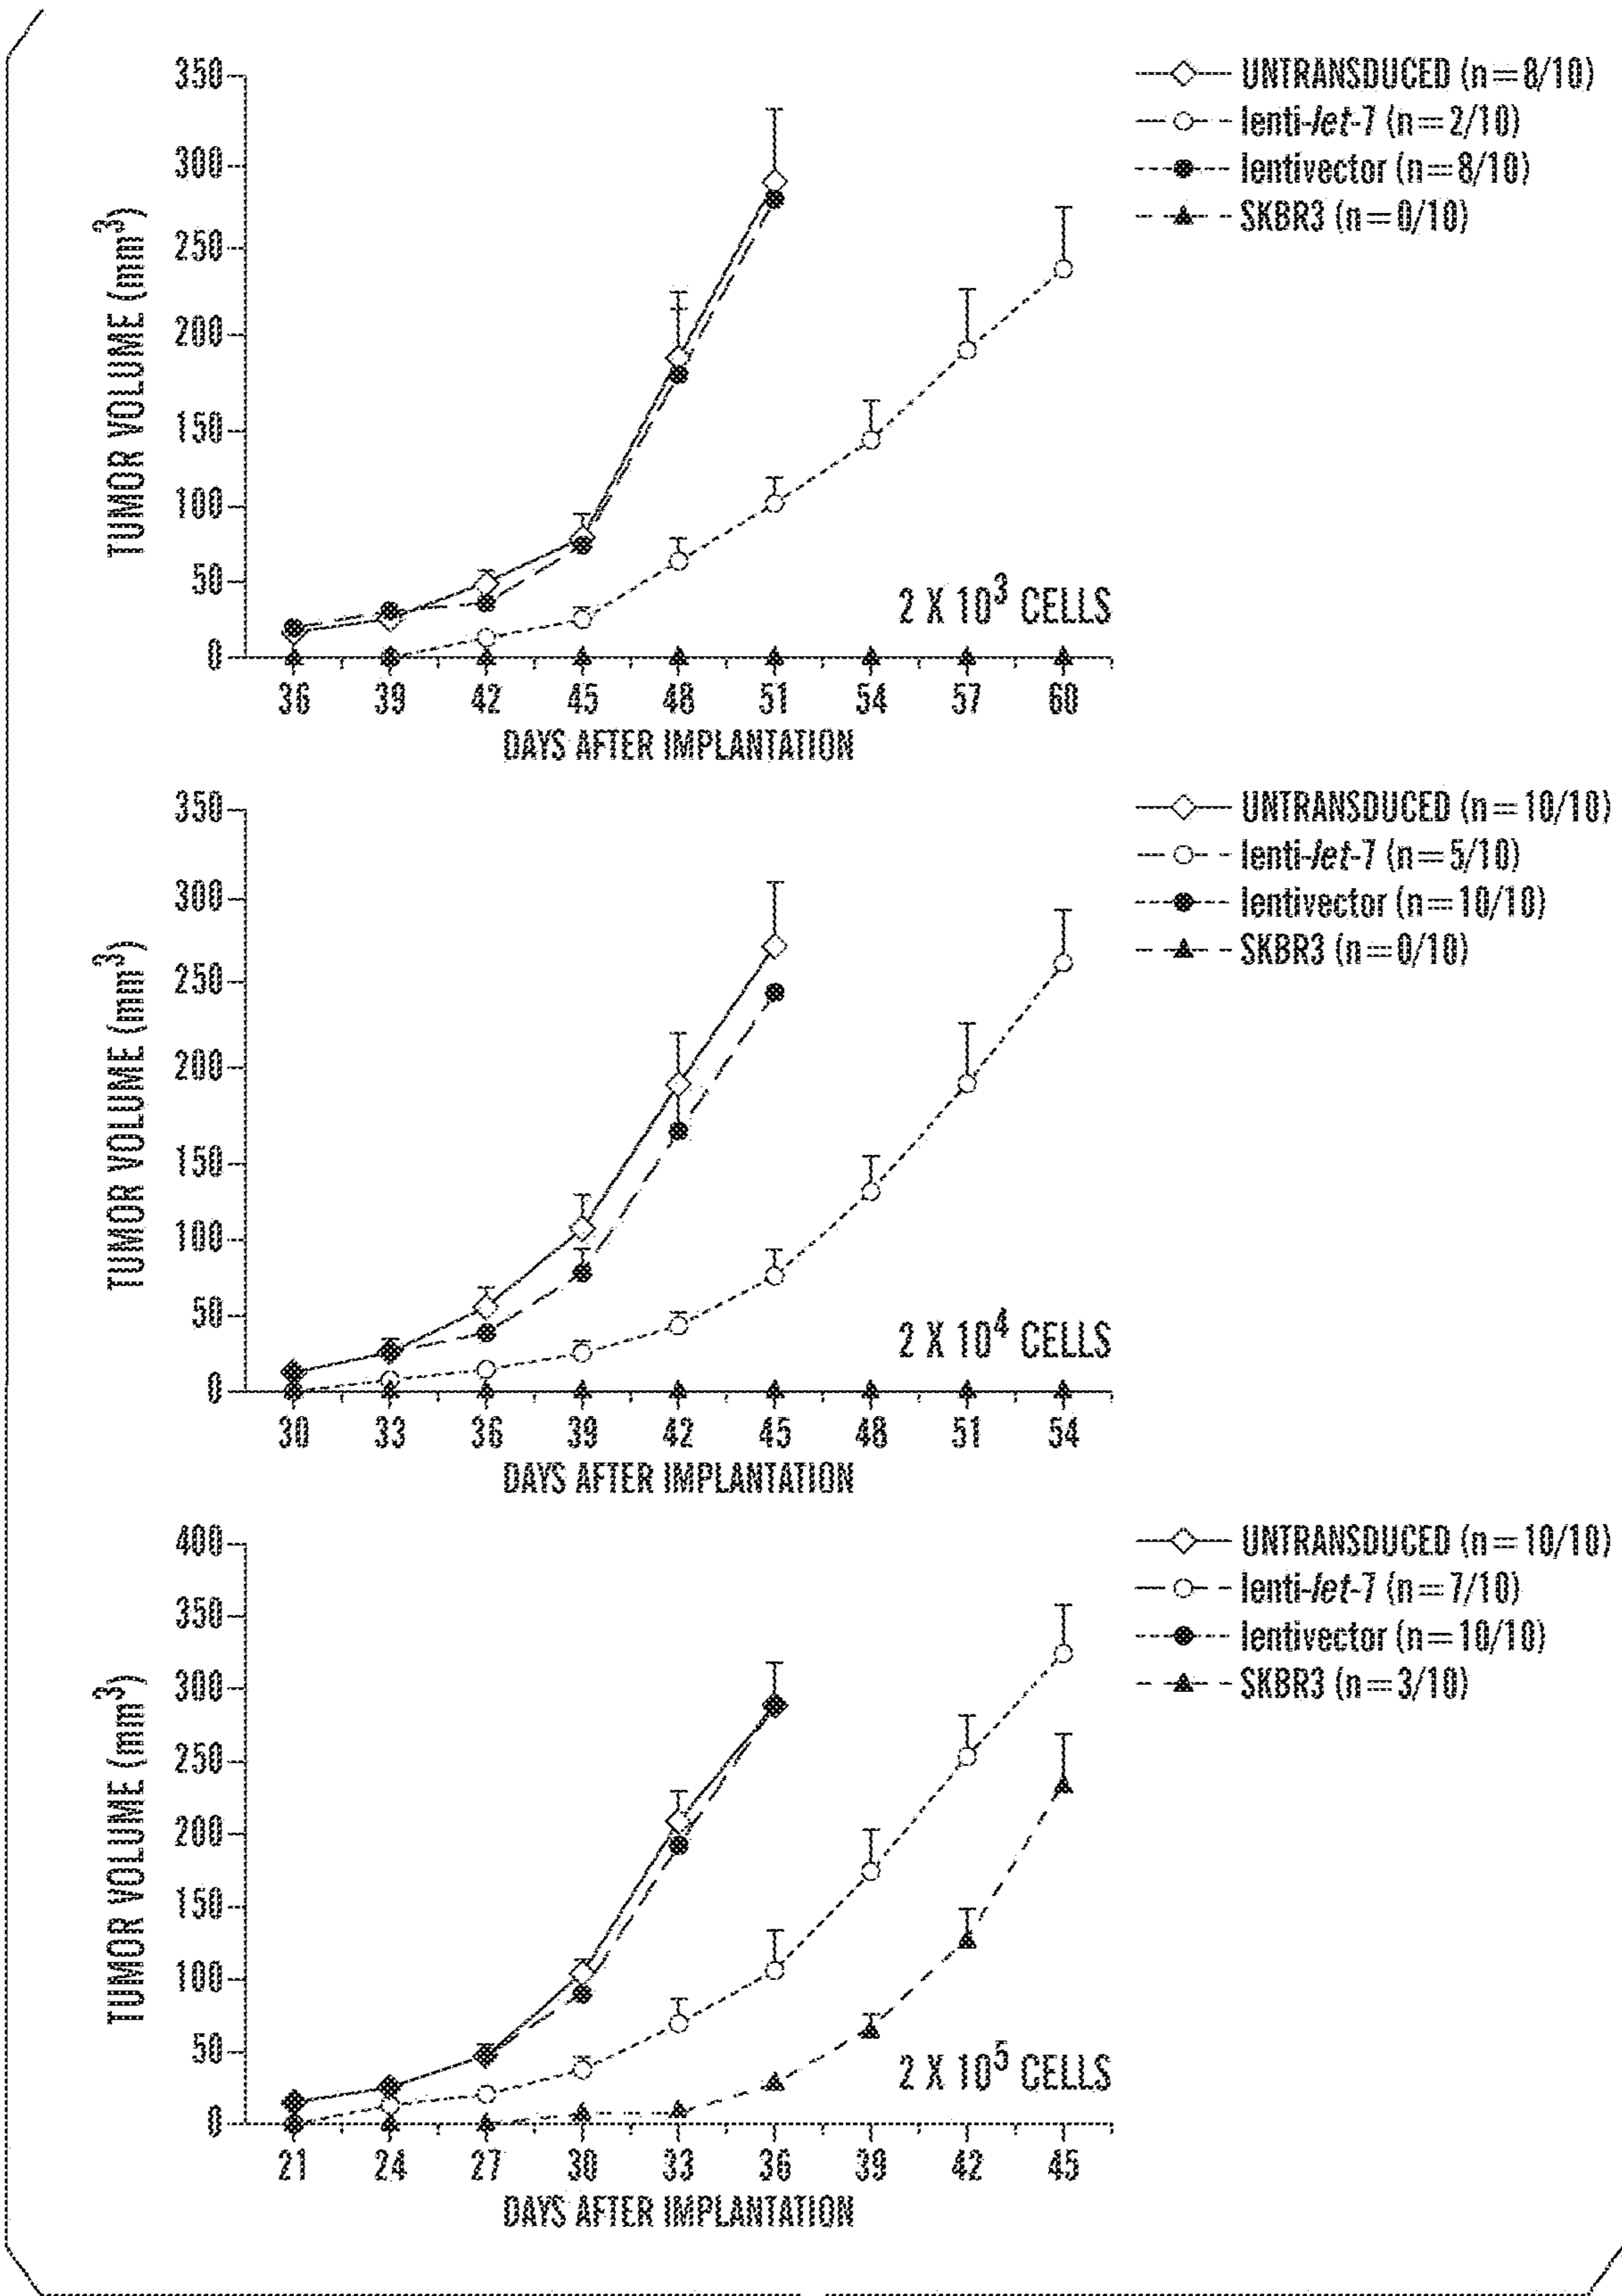 350
300
250
200
150
100
50
0
TUMOR VOLUME (mm³)
36 39 42 45 48 51 54 57 60
DAYS AFTER IMPLANTATION
2 X 10³ CELLS
UNTRANSDUCED (n=8/10)
lenti-let-7 (n=2/10)
lentivector (n=8/10)
SKBR3 (n=0/10)
350
300
250
200
150
100
50
0
TUMOR VOLUME (mm³)
30 33 36 39 42 45 48 51 54
DAYS AFTER IMPLANTATION
2 X 10⁴ CELLS
UNTRANSDUCED (n=10/10)
lenti-let-7 (n=5/10)
lentivector (n=10/10)
SKBR3 (n=0/10)
400
350
300
250
200
150
100
50
0
TUMOR VOLUME (mm³)
21 24 27 30 33 36 39 42 45
DAYS AFTER IMPLANTATION
2 X 10⁵ CELLS
UNTRANSDUCED (n=10/10)
lenti-let-7 (n=7/10)
lentivector (n=10/10)
SKBR3 (n=3/10)